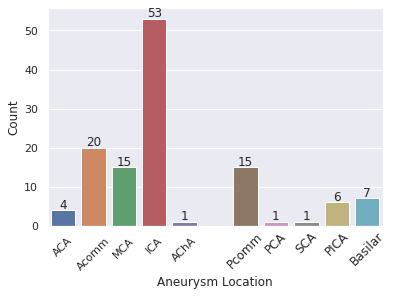 53
50
40
Count
30
20
20
15
15
10
7
6
4
1
1
1
0
ACA
Acomm
MCA
ICA
AChA
Pcomm
PCA
SCA
PICA
Basilar
Aneurysm Location